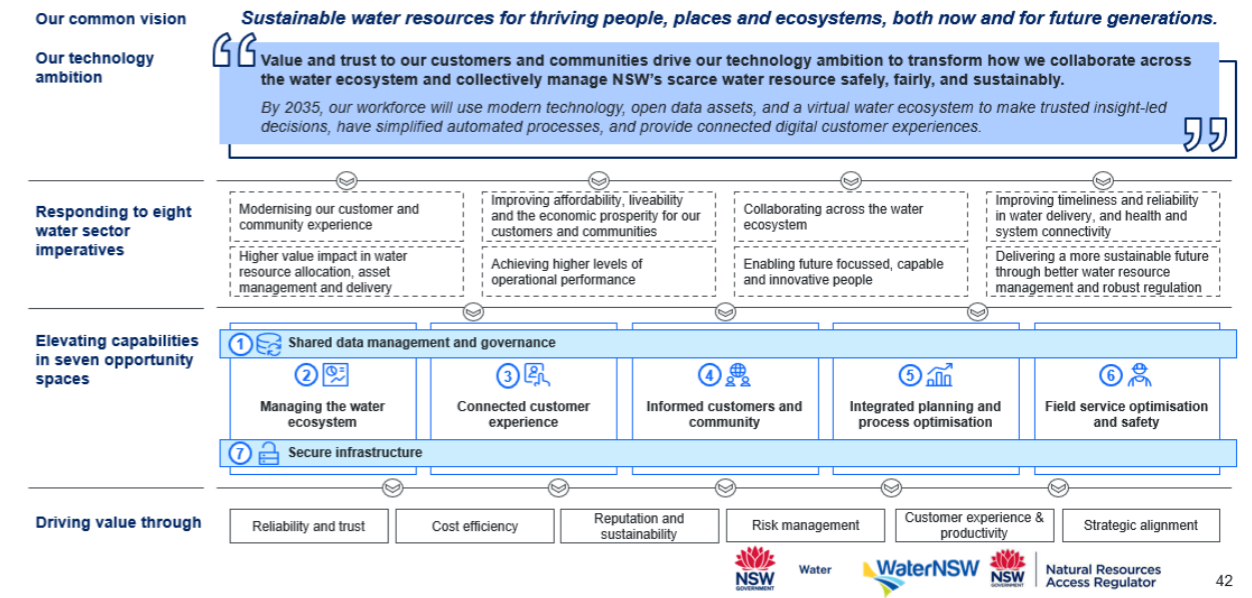 Our common vision
Sustainable water resources for thriving people, places and ecosystems, both now and for future generations.
Our technology
ambition
Value and trust to our customers and communities drive our technology ambition to transform how we collaborate across
the water ecosystem and collectively manage NSW's scarce water resource safely, fairly, and sustainably.
By 2035, our workforce will use modern technology, open data assets, and a virtual water ecosystem to make trusted insight-led
decisions, have simplified automated processes, and provide connected digital customer experiences.
Responding to eight
water sector
imperatives
Modernising our customer and
community experience
Improving affordability, liveability
and the economic prosperity for our
customers and communities
Collaborating across the water
ecosystem
Improving timeliness and reliability
in water delivery, and health and
system connectivity
Higher value impact in water
resource allocation, asset
management and delivery
Achieving higher levels of
operational performance
Enabling future focussed, capable
and innovative people
Delivering a more sustainable future
through better water resource
management and robust regulation
Elevating capabilities
in seven opportunity
spaces
1 Shared data management and governance
2
Managing the water
ecosystem
3
Connected customer
experience
4
Informed customers and
community
5
Integrated planning and
process optimisation
6
Field service optimisation
and safety
7 Secure infrastructure
Driving value through
Reliability and trust
Cost efficiency
Reputation and
sustainability
Risk management
Customer experience &
productivity
Strategic alignment
NSW
GOVERNMENT
Water
WaterNSW
NSW
GOVERNMENT
Natural Resources
Access Regulator
42